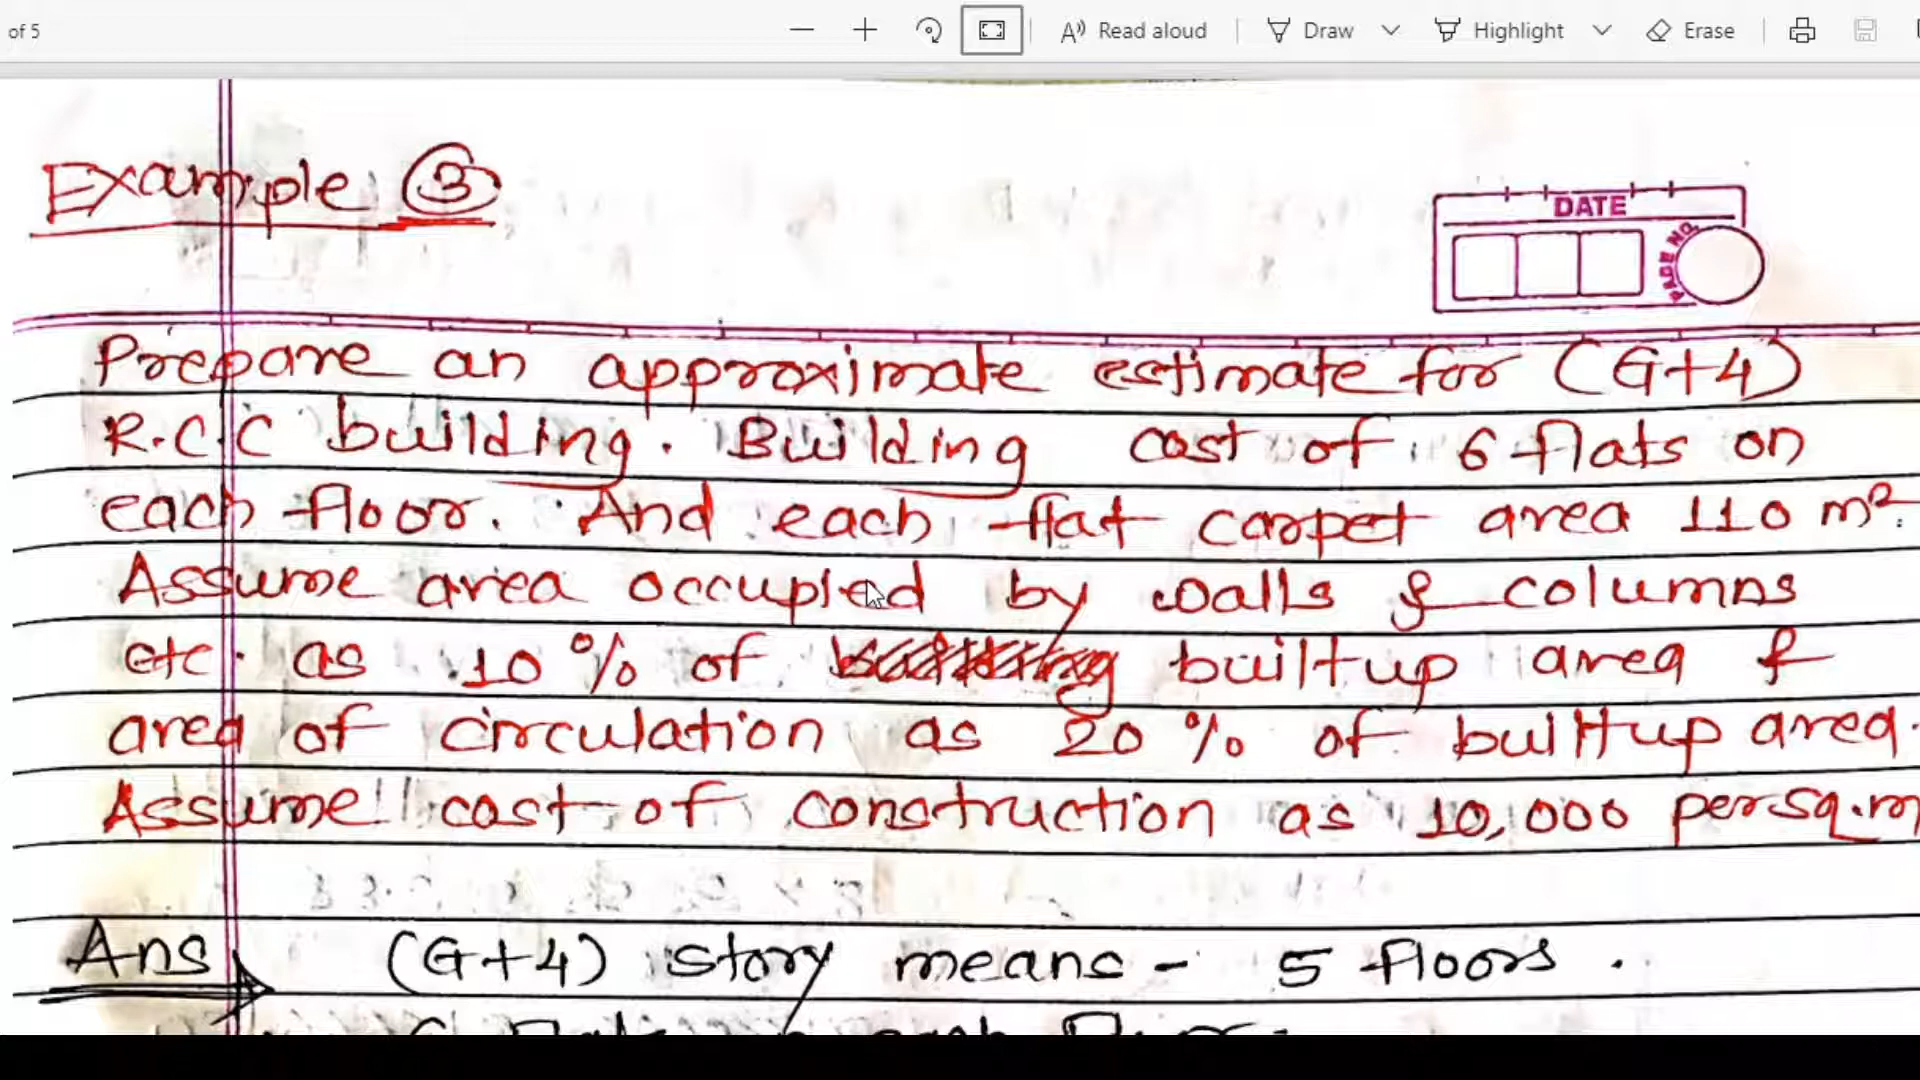 of 5
Read aloud
Draw
Highlight
Erase
Example 3
DATE
PAGE NO.
Prepare an approximate estimate for (G+4)
R.C.C building. Building cost of 6 flats on
each floor. And each flat carpet area 110 m².
Assume area occupied by walls & columns
etc. as 10 % of builtup area &
area of circulation as 20 % of builtup area.
Assume cost of construction as 10,000 per sq.m
Ans (G+4) story means - 5 floors.